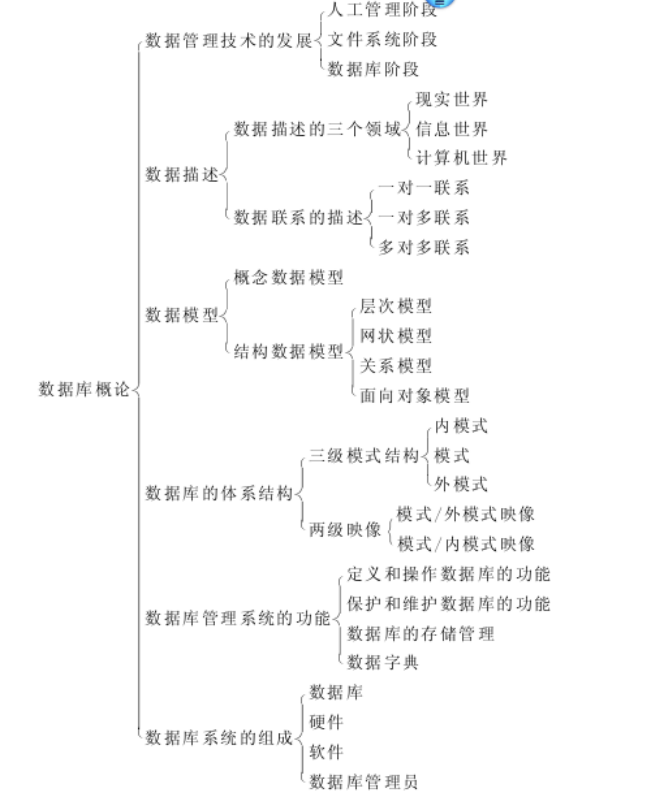 人工管理阶段
数据管理技术的发展
文件系统阶段
数据库阶段
现实世界
数据描述的三个领域
信息世界
计算机世界
数据描述
一对一联系
数据联系的描述
一对多联系
多对多联系
概念数据模型
数据模型
层次模型
网状模型
结构数据模型
关系模型
面向对象模型
数据库概论
内模式
三级模式结构
模式
外模式
数据库的体系结构
模式/外模式映像
两级映像
模式/内模式映像
定义和操作数据库的功能
保护和维护数据库的功能
数据库管理系统的功能
数据库的存储管理
数据字典
数据库
硬件
数据库系统的组成
软件
数据库管理员